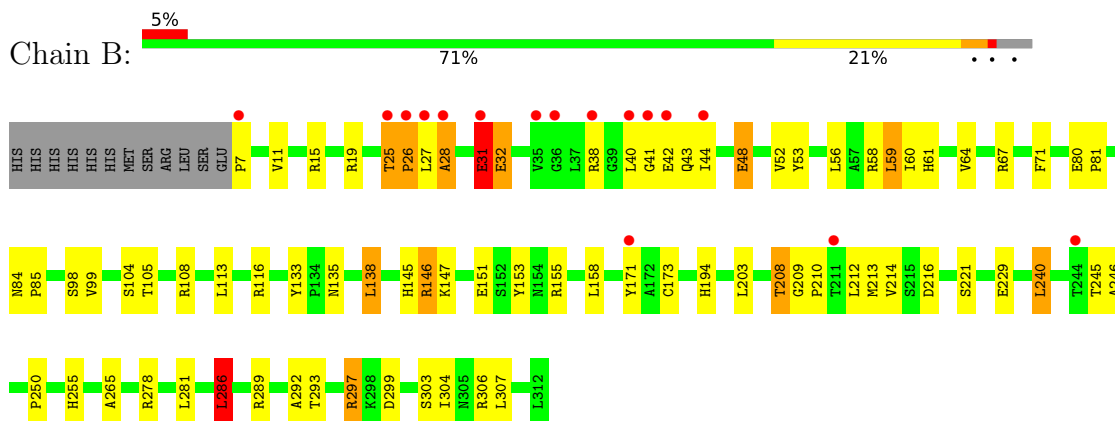 5%
Chain B:
71% 21% • • •
HIS HIS HIS HIS HIS HIS MET SER ARG LEU SER GLU P7 V11 R15 R19 T25 P26 L27 A28 E31 E32 V35 G36 L37 R38 G39 L40 G41 E42 Q43 I44 E48 V52 Y53 L56 A57 R58 L59 I60 H61 V64 R67 F71 E80 P81
N84 P85 S98 V99 S104 T105 R108 L113 R116 Y133 P134 N135 L138 H145 R146 K147 E151 S152 Y153 N154 R155 L158 Y171 A172 C173 H194 L203 T208 G209 P210 T211 L212 M213 V214 S215 D216 S221 E229 L240 T244 T245 A246
P250 H255 A265 R278 L281 L286 R289 A292 T293 R297 K298 D299 S303 I304 N305 R306 L307 L312